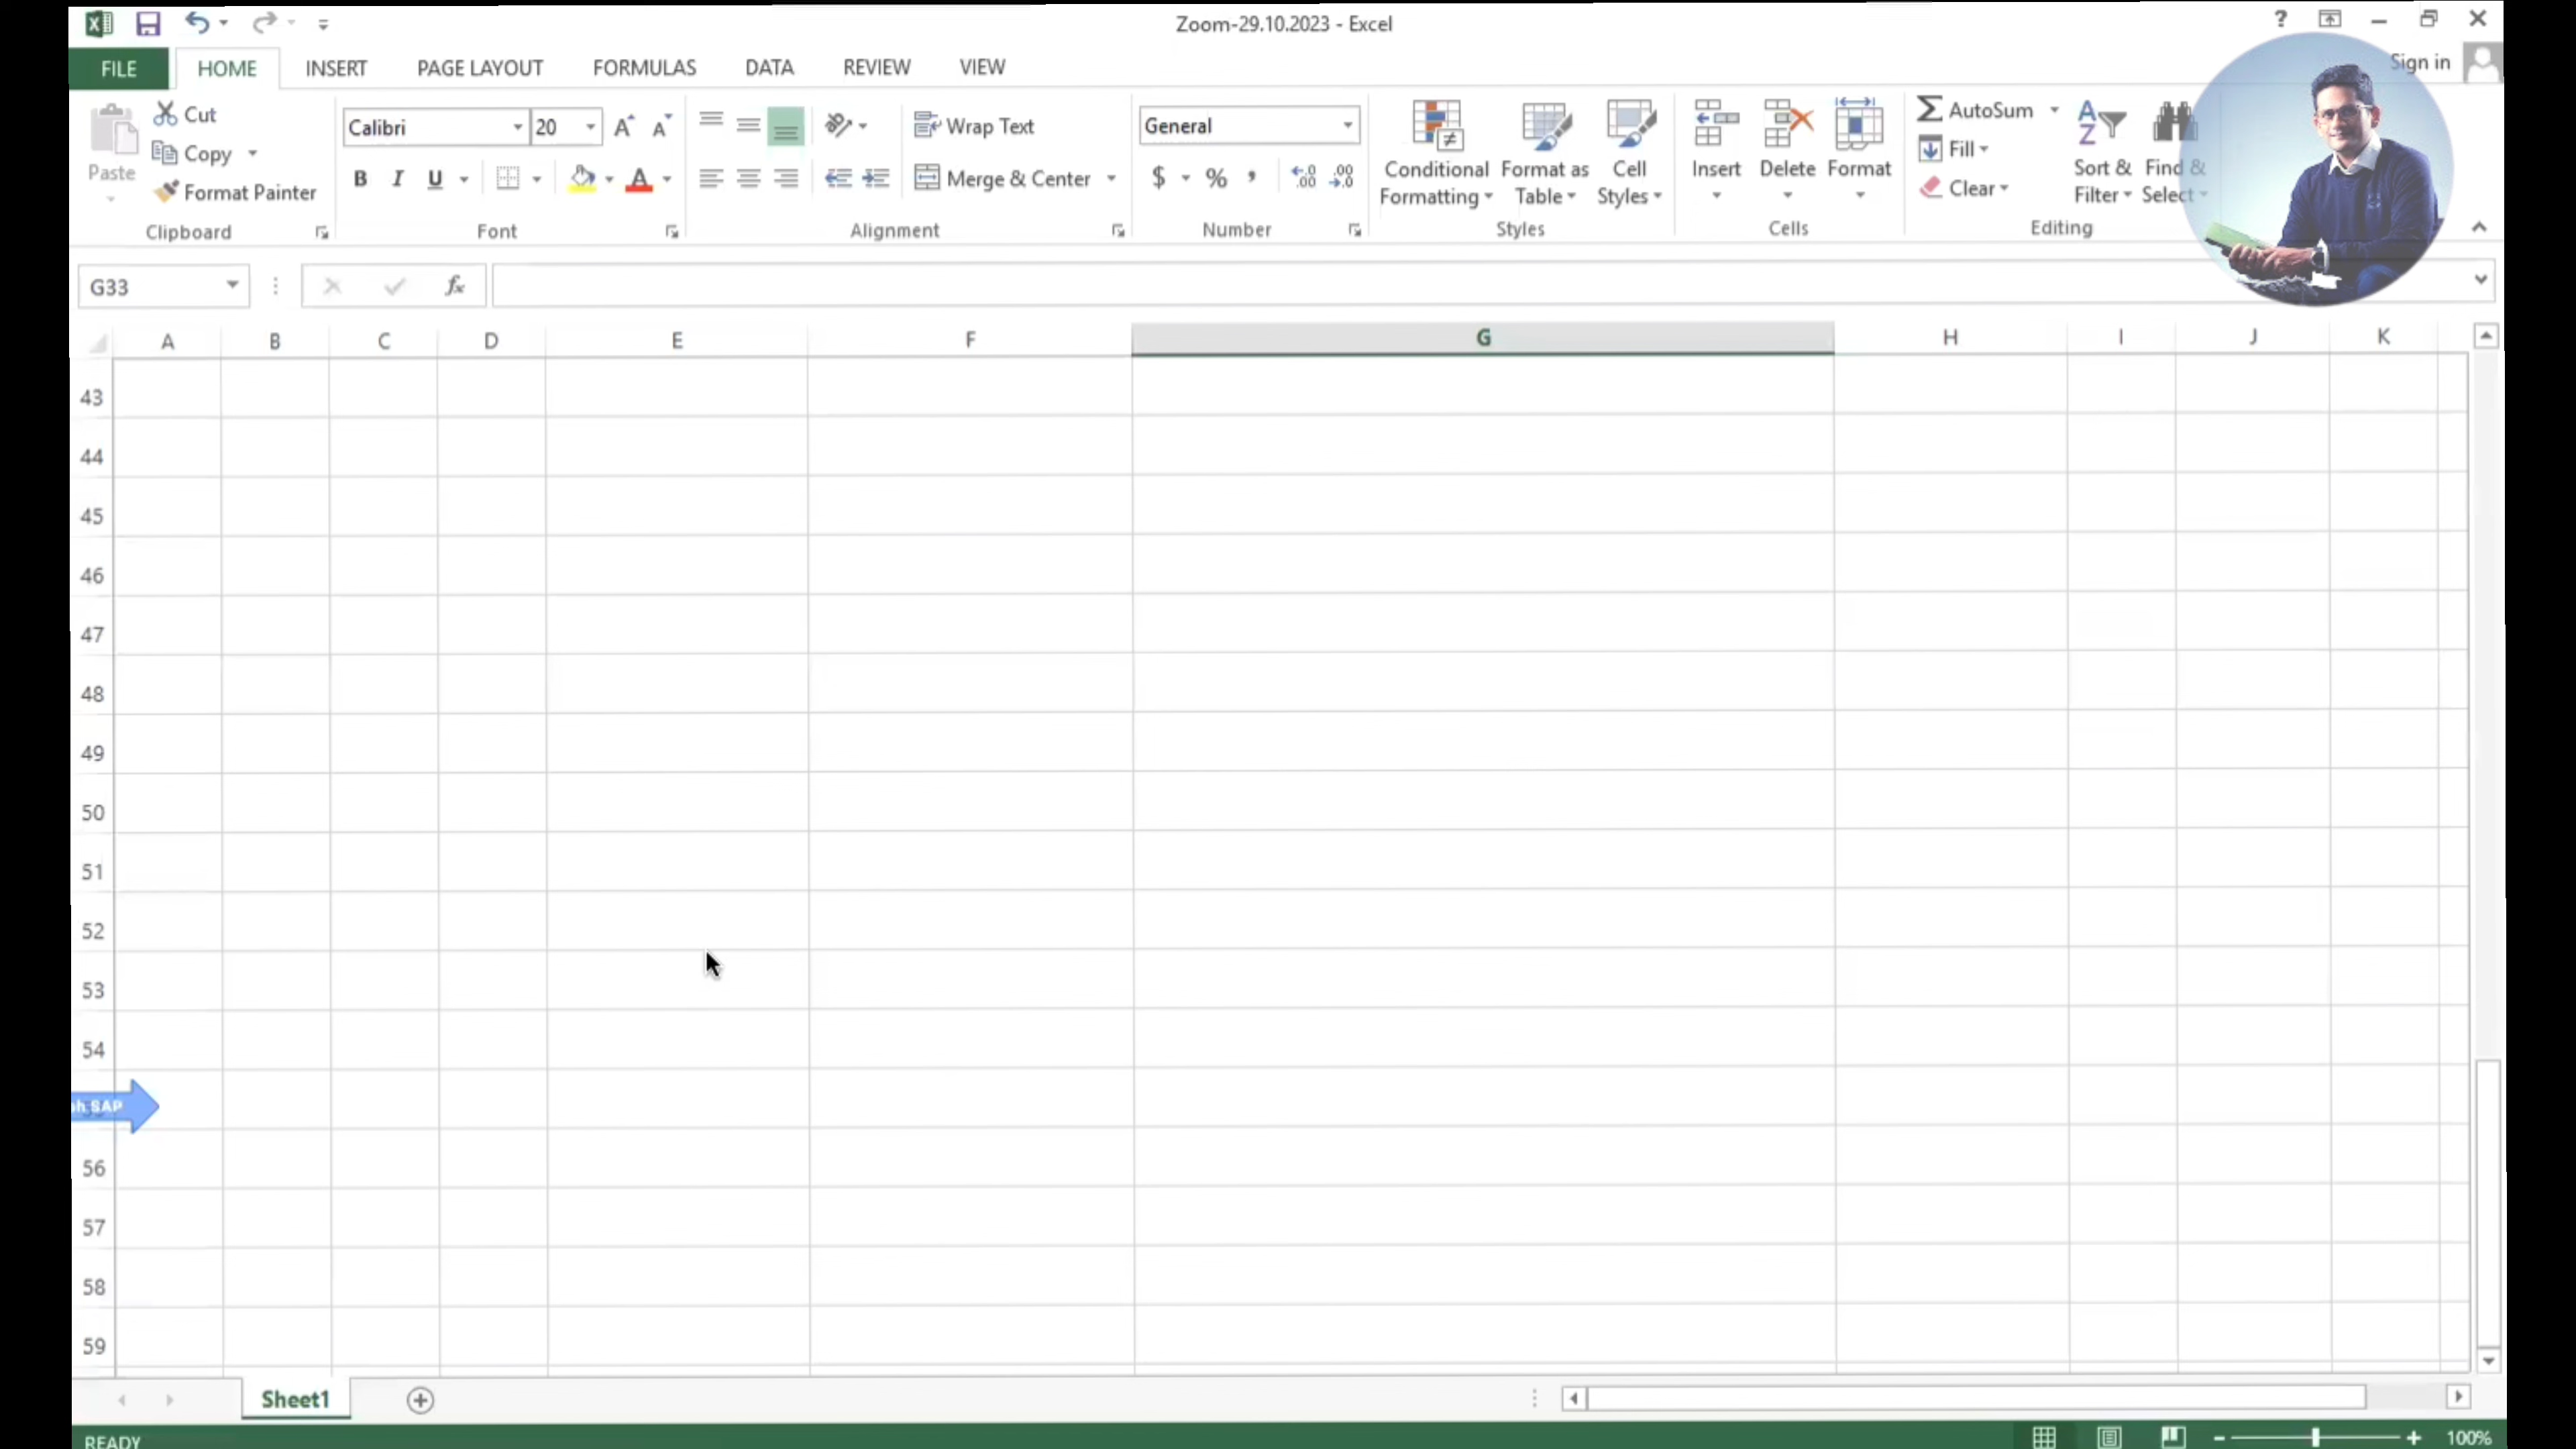 Zoom-29.10.2023 - Excel
?
Sign in
FILE HOME INSERT PAGE LAYOUT FORMULAS DATA REVIEW VIEW
Paste
Cut
Copy
Format Painter
Clipboard
Calibri 20
B I U
Font
Wrap Text
Merge & Center
Alignment
General
$ % ,
Number
Conditional Formatting
Format as Table
Cell Styles
Styles
Insert Delete Format
Cells
AutoSum
Fill
Clear
Sort & Filter
Find & Select
Editing
G33
fx
A B C D E F G H I J K
43
44
45
46
47
48
49
50
51
52
53
54
SAP
56
57
58
59
Sheet1
READY
100%